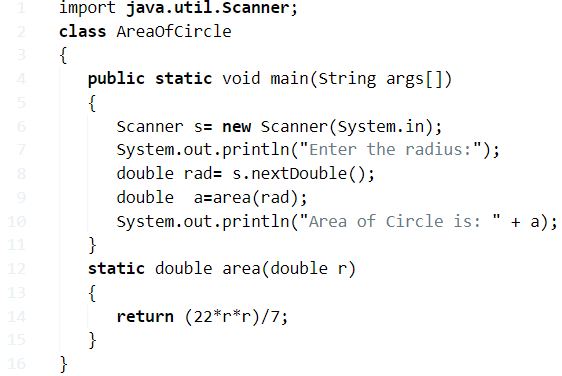 1 import java.util.Scanner;
2 class AreaOfCircle
3 {
4 public static void main(String args[])
5 {
6 Scanner s= new Scanner(System.in);
7 System.out.println("Enter the radius:");
8 double rad= s.nextDouble();
9 double  a=area(rad);
10 System.out.println("Area of Circle is: " + a);
11 }
12 static double area(double r)
13 {
14 return (22*r*r)/7;
15 }
16 }